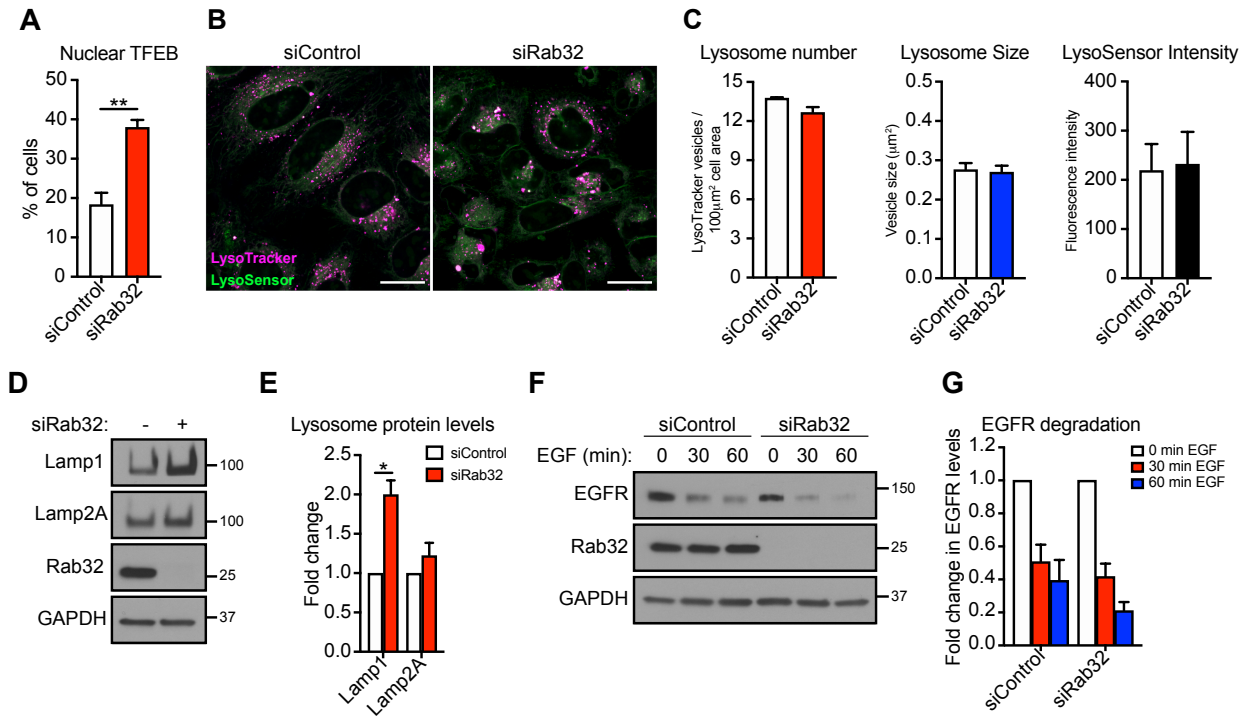 A
Nuclear TFEB
% of cells
50
40
30
20
10
0
**
siControl
siRab32
B
siControl
siRab32
LysoTracker
LysoSensor
C
Lysosome number
LysoTracker vesicles /
100μm² cell area
15
12
9
6
3
0
siControl
siRab32
Lysosome Size
Vesicle size (μm²)
0.5
0.4
0.3
0.2
0.1
0.0
siControl
siRab32
LysoSensor Intensity
Fluorescence intensity
400
300
200
100
0
siControl
siRab32
D
siRab32: - +
Lamp1
100
Lamp2A
100
Rab32
25
GAPDH
37
E
Lysosome protein levels
siControl
siRab32
Fold change
2.5
2.0
1.5
1.0
0.5
0.0
*
Lamp1
Lamp2A
F
siControl siRab32
EGF (min): 0 30 60 0 30 60
EGFR
150
Rab32
25
GAPDH
37
G
EGFR degradation
0 min EGF
30 min EGF
60 min EGF
Fold change in EGFR levels
1.2
1.0
0.8
0.6
0.4
0.2
0.0
siControl
siRab32